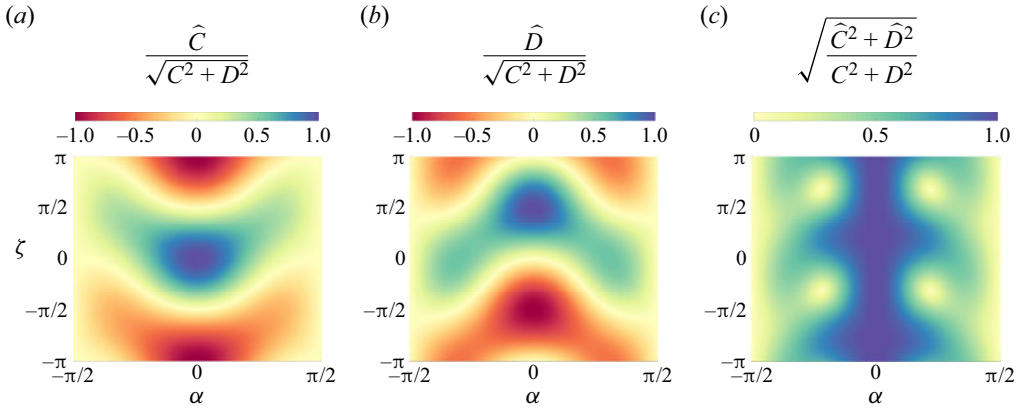 (a) (b) (c)
Ĉ / √(C² + D²) D̂ / √(C² + D²) √((Ĉ² + D̂²) / (C² + D²))
−1.0 −0.5 0 0.5 1.0 −1.0 −0.5 0 0.5 1.0 0 0.5 1.0
π π π
π/2 π/2 π/2
ζ 0 0 0
−π/2 −π/2 −π/2
−π −π −π
−π/2 0 π/2 −π/2 0 π/2 −π/2 0 π/2
α α α